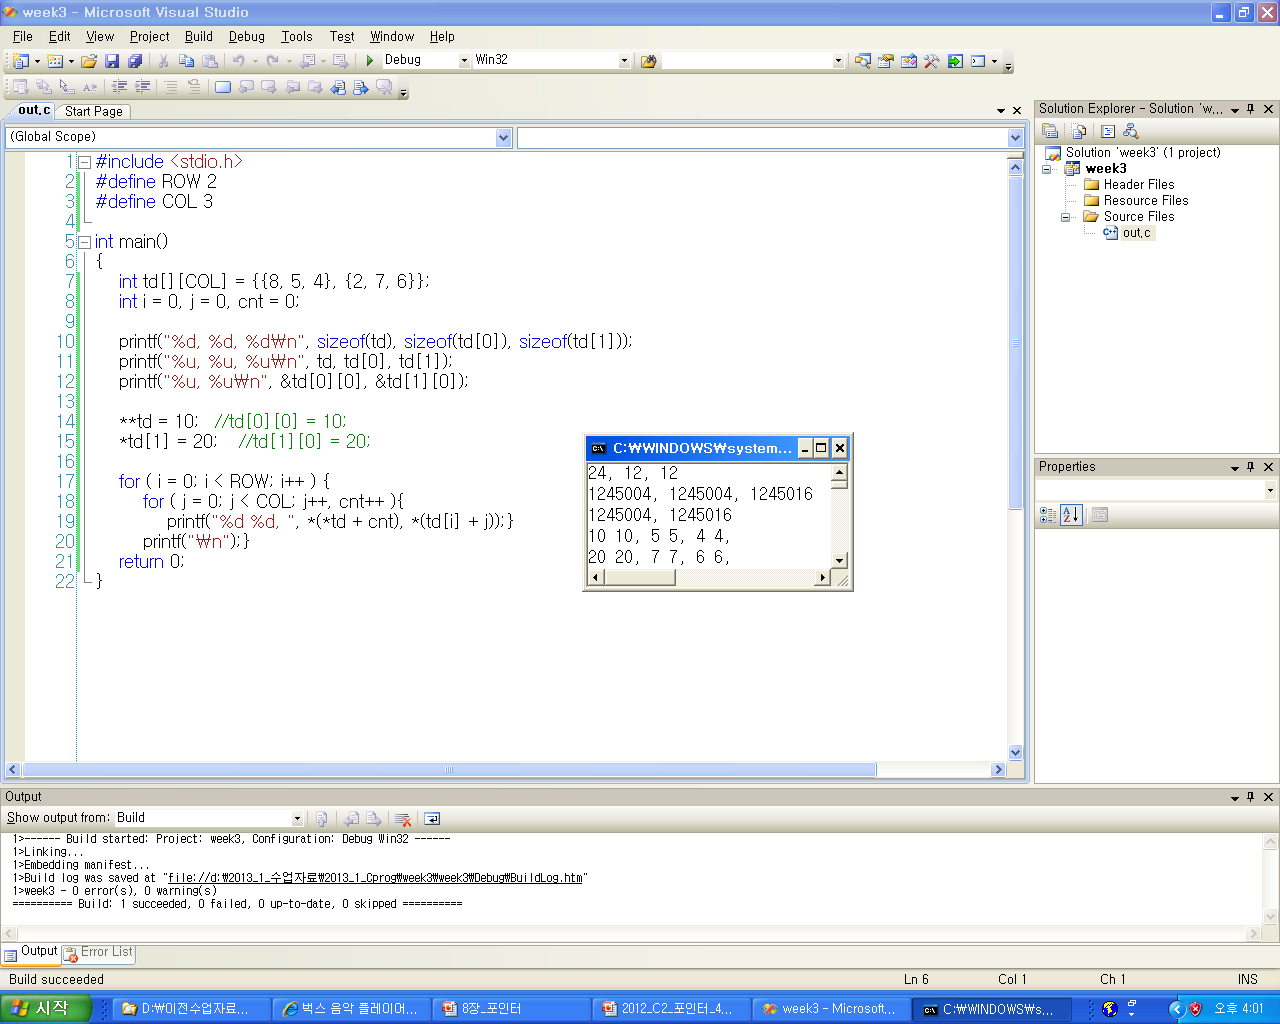 week3 - Microsoft Visual Studio
File Edit View Project Build Debug Tools Test Window Help
Debug Win32
out.c Start Page
(Global Scope)
1 #include <stdio.h>
2 #define ROW 2
3 #define COL 3
4
5 int main()
6 {
7 int td[][COL] = {{8, 5, 4}, {2, 7, 6}};
8 int i = 0, j = 0, cnt = 0;
9
10 printf("%d, %d, %d₩n", sizeof(td), sizeof(td[0]), sizeof(td[1]));
11 printf("%u, %u, %u₩n", td, td[0], td[1]);
12 printf("%u, %u₩n", &td[0][0], &td[1][0]);
13
14 **td = 10; //td[0][0] = 10;
15 *td[1] = 20; //td[1][0] = 20;
16
17 for ( i = 0; i < ROW; i++ ) {
18 for ( j = 0; j < COL; j++, cnt++ ){
19 printf("%d %d, ", *(*td + cnt), *(td[i] + j));}
20 printf("₩n");}
21 return 0;
22 }
C:₩WINDOWS₩system...
24, 12, 12
1245004, 1245004, 1245016
1245004, 1245016
10 10, 5 5, 4 4,
20 20, 7 7, 6 6,
Solution Explorer - Solution 'w...
Solution 'week3' (1 project)
week3
Header Files
Resource Files
Source Files
out.c
Properties
Output
Show output from: Build
1>------ Build started: Project: week3, Configuration: Debug Win32 ------
1>Linking...
1>Embedding manifest...
1>Build log was saved at "file://d:₩2013_1_수업자료₩2013_1_Cprog₩week3₩week3₩Debug₩BuildLog.htm"
1>week3 - 0 error(s), 0 warning(s)
========== Build: 1 succeeded, 0 failed, 0 up-to-date, 0 skipped ==========
Output Error List
Build succeeded Ln 6 Col 1 Ch 1 INS
시작 D:₩이전수업자료... 벅스 음악 플레이어... 8장_포인터 2012_C2_포인터_4... week3 - Microsoft... C:₩WINDOWS₩s... 오후 4:01